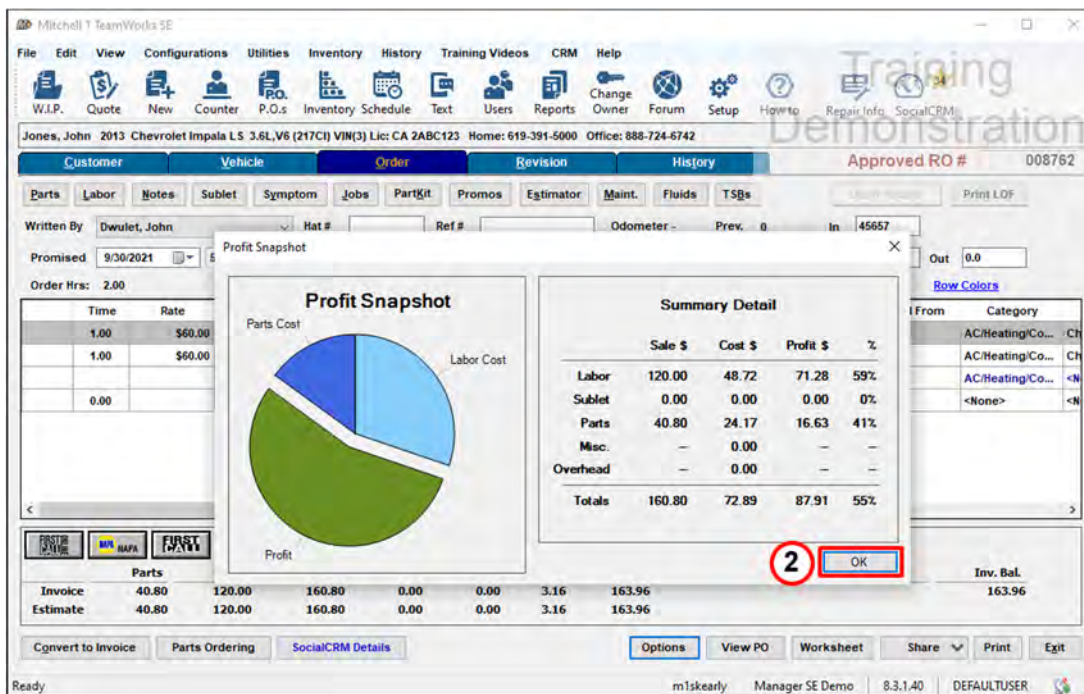 Mitchell 1 TeamWorks SE
File Edit View Configurations Utilities Inventory History Training Videos CRM Help
Training
W.I.P. Quote New Counter P.O.s Inventory Schedule Text Users Reports Change Owner Forum Setup How to Repair Info SocialCRM
Demonstration
Jones, John 2013 Chevrolet Impala LS 3.6L,V6 (217CI) VIN(3) Lic: CA 2ABC123 Home: 619-391-5000 Office: 888-724-6742
Customer Vehicle Order Revision History Approved RO # 008762
Parts Labor Notes Sublet Symptom Jobs PartKit Promos Estimator Maint. Fluids TSBs Print LOF
Written By Dwulet, John Hat # Ref # Odometer - Prev. 0 In 45657
Profit Snapshot
Promised 9/30/2021 Out 0.0
Order Hrs: 2.00 Row Colors
Time Rate From Category
1.00 $60.00 AC/Heating/Co... Ch
1.00 $60.00 AC/Heating/Co... Ch
AC/Heating/Co... <N
0.00 <None> <N
Profit Snapshot
Parts Cost
Labor Cost
Profit
Summary Detail
Sale $ Cost $ Profit $ %
Labor 120.00 48.72 71.28 59%
Sublet 0.00 0.00 0.00 0%
Parts 40.80 24.17 16.63 41%
Misc. – 0.00 – –
Overhead – 0.00 – –
Totals 160.80 72.89 87.91 55%
2 OK
NAPA FIRST CALL
Parts Inv. Bal.
Invoice 40.80 120.00 160.80 0.00 0.00 3.16 163.96 163.96
Estimate 40.80 120.00 160.80 0.00 0.00 3.16 163.96
Convert to Invoice Parts Ordering SocialCRM Details Options View PO Worksheet Share Print Exit
Ready m1skearly Manager SE Demo 8.3.1.40 DEFAULTUSER